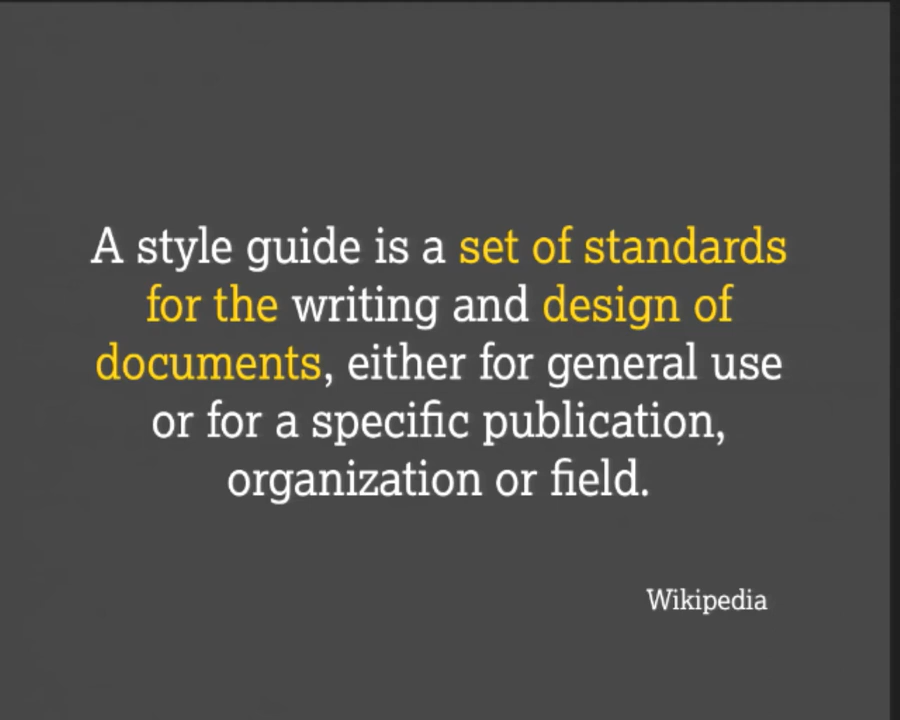 A style guide is a set of standards
for the writing and design of
documents, either for general use
or for a specific publication,
organization or field.
Wikipedia